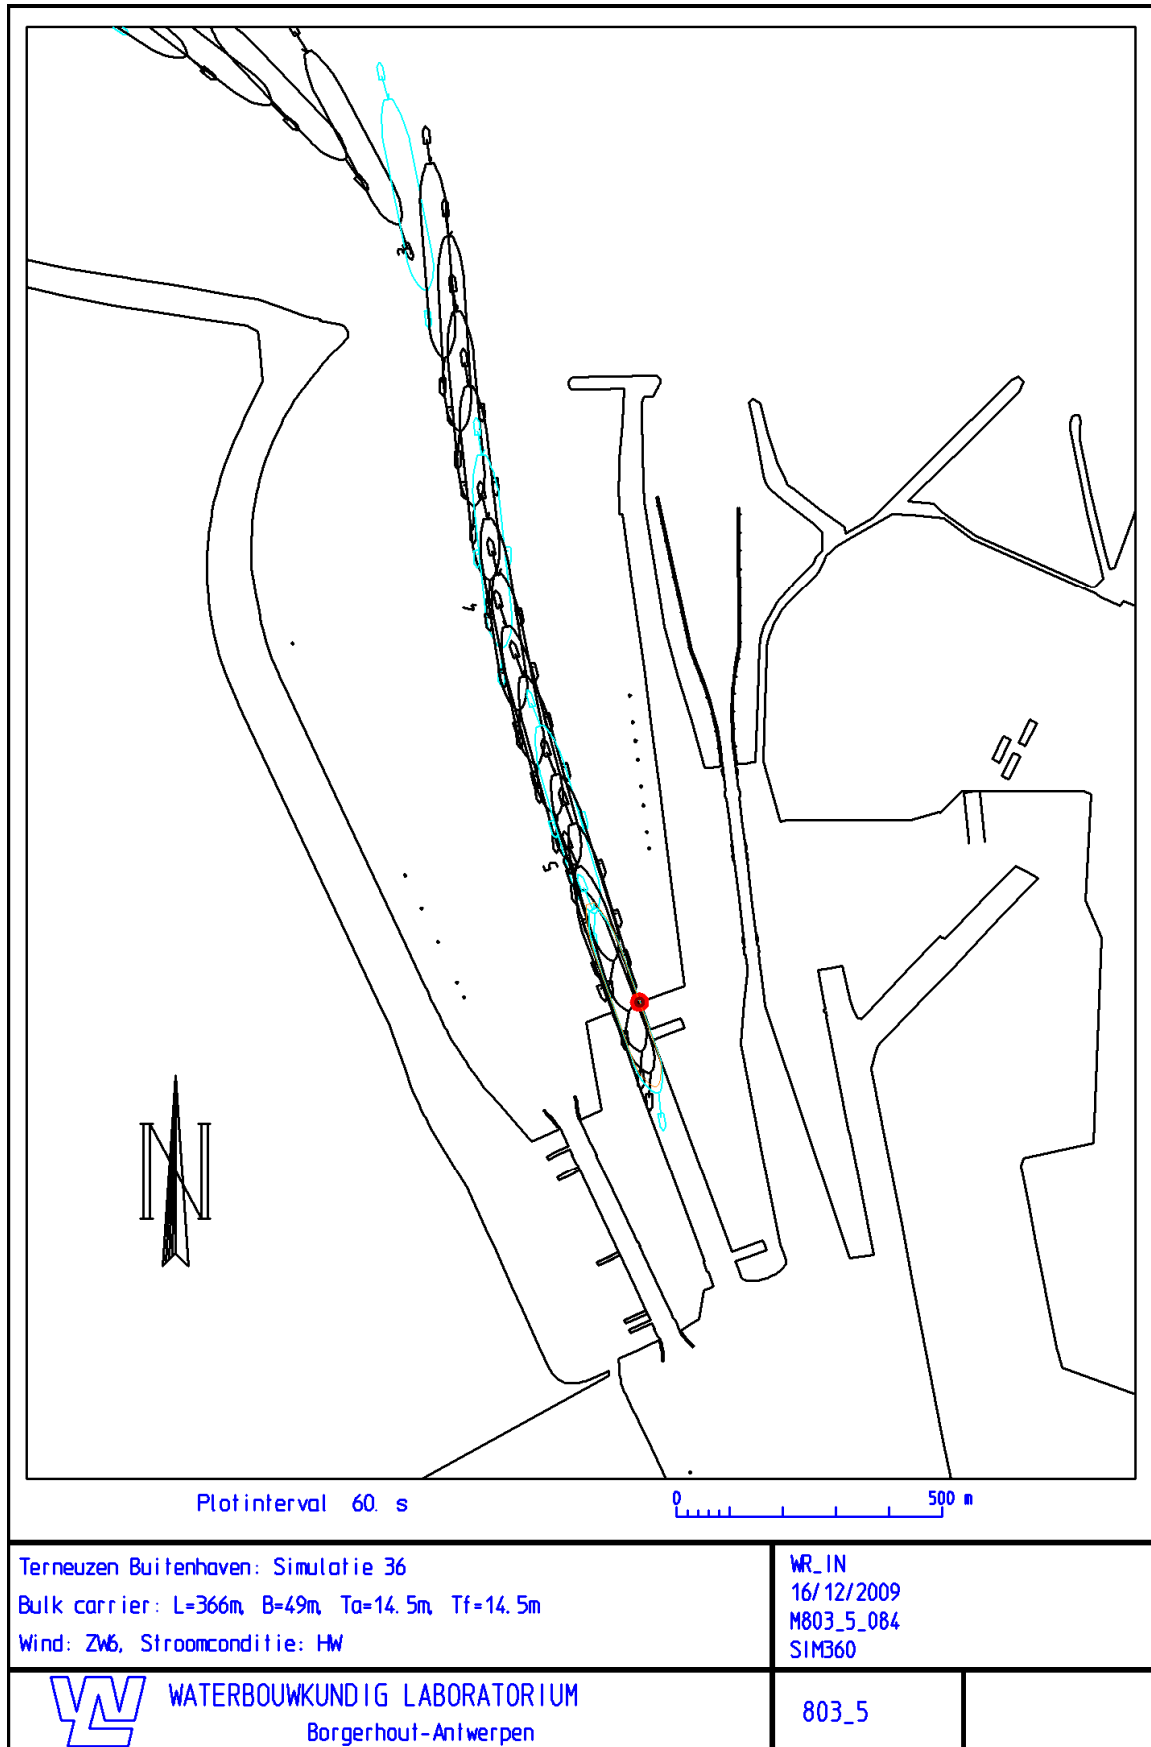 3
4
5
N
Plotinterval 60. s
0 500 m
Terneuzen Buitenhaven: Simulatie 36
Bulk carrier: L=366m, B=49m, Ta=14.5m, Tf=14.5m
Wind: ZW6, Stroomconditie: HW
WR_IN
16/12/2009
M803_5_084
SIM360
WATERBOUWKUNDIG LABORATORIUM
Borgerhout-Antwerpen
803_5